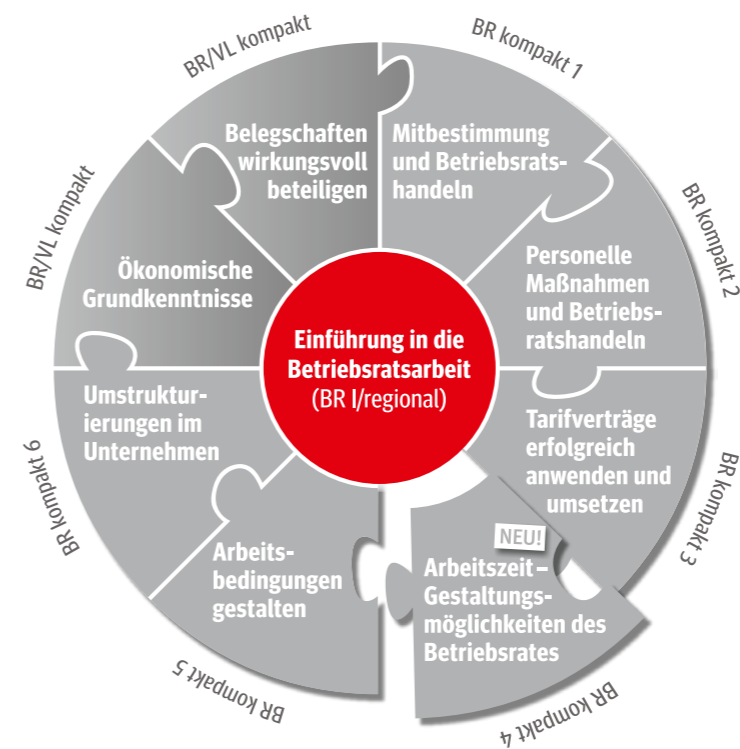 BR kompakt 1
Mitbestimmung
und Betriebsrats-
handeln
BR kompakt 2
Personelle
Maßnahmen
und Betriebs-
ratshandeln
BR kompakt 3
Tarifverträge
erfolgreich
anwenden und
umsetzen
BR kompakt 4
NEU!
Arbeitszeit –
Gestaltungs-
möglichkeiten des
Betriebsrates
BR kompakt 5
Arbeits-
bedingungen
gestalten
BR kompakt 6
Umstruktur-
ierungen im
Unternehmen
BR/VL kompakt
Ökonomische
Grundkenntnisse
BR/VL kompakt
Belegschaften
wirkungsvoll
beteiligen
Einführung in die
Betriebsratsarbeit
(BR I/regional)